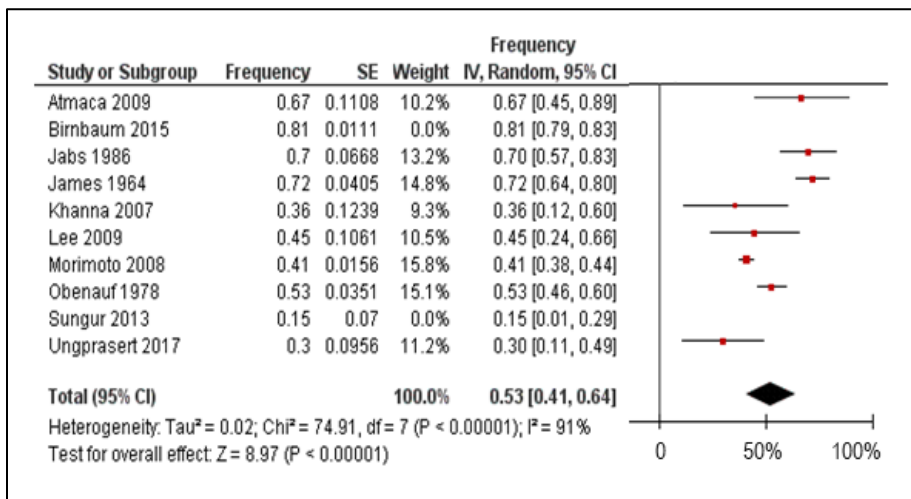 Frequency
Study or Subgroup Frequency SE Weight IV, Random, 95% CI
Atmaca 2009 0.67 0.1108 10.2% 0.67 [0.45, 0.89]
Birnbaum 2015 0.81 0.0111 0.0% 0.81 [0.79, 0.83]
Jabs 1986 0.7 0.0668 13.2% 0.70 [0.57, 0.83]
James 1964 0.72 0.0405 14.8% 0.72 [0.64, 0.80]
Khanna 2007 0.36 0.1239 9.3% 0.36 [0.12, 0.60]
Lee 2009 0.45 0.1061 10.5% 0.45 [0.24, 0.66]
Morimoto 2008 0.41 0.0156 15.8% 0.41 [0.38, 0.44]
Obenauf 1978 0.53 0.0351 15.1% 0.53 [0.46, 0.60]
Sungur 2013 0.15 0.07 0.0% 0.15 [0.01, 0.29]
Ungprasert 2017 0.3 0.0956 11.2% 0.30 [0.11, 0.49]
Total (95% CI) 100.0% 0.53 [0.41, 0.64]
Heterogeneity: Tau² = 0.02; Chi² = 74.91, df = 7 (P < 0.00001); I² = 91%
Test for overall effect: Z = 8.97 (P < 0.00001)
0 50% 100%